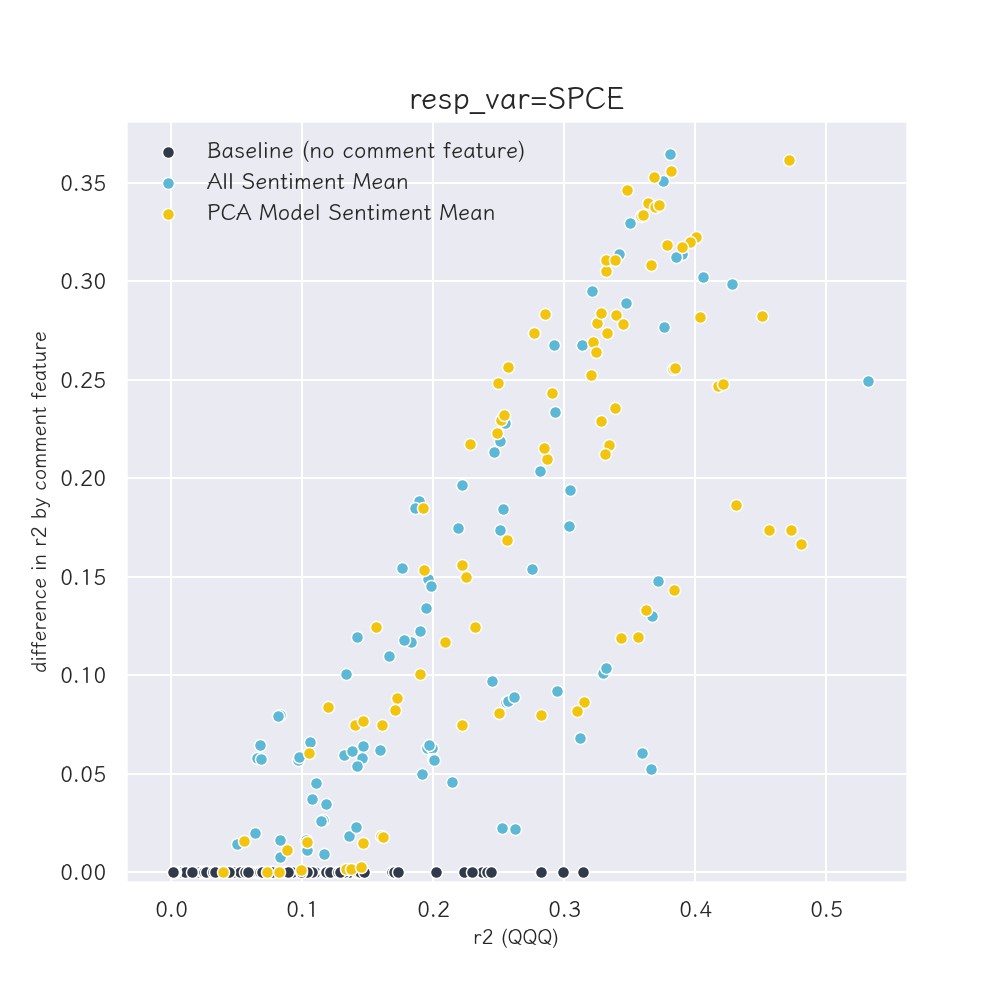 resp_var=SPCE
Baseline (no comment feature)
All Sentiment Mean
PCA Model Sentiment Mean
difference in r2 by comment feature
0.35
0.30
0.25
0.20
0.15
0.10
0.05
0.00
0.0 0.1 0.2 0.3 0.4 0.5
r2 (QQQ)